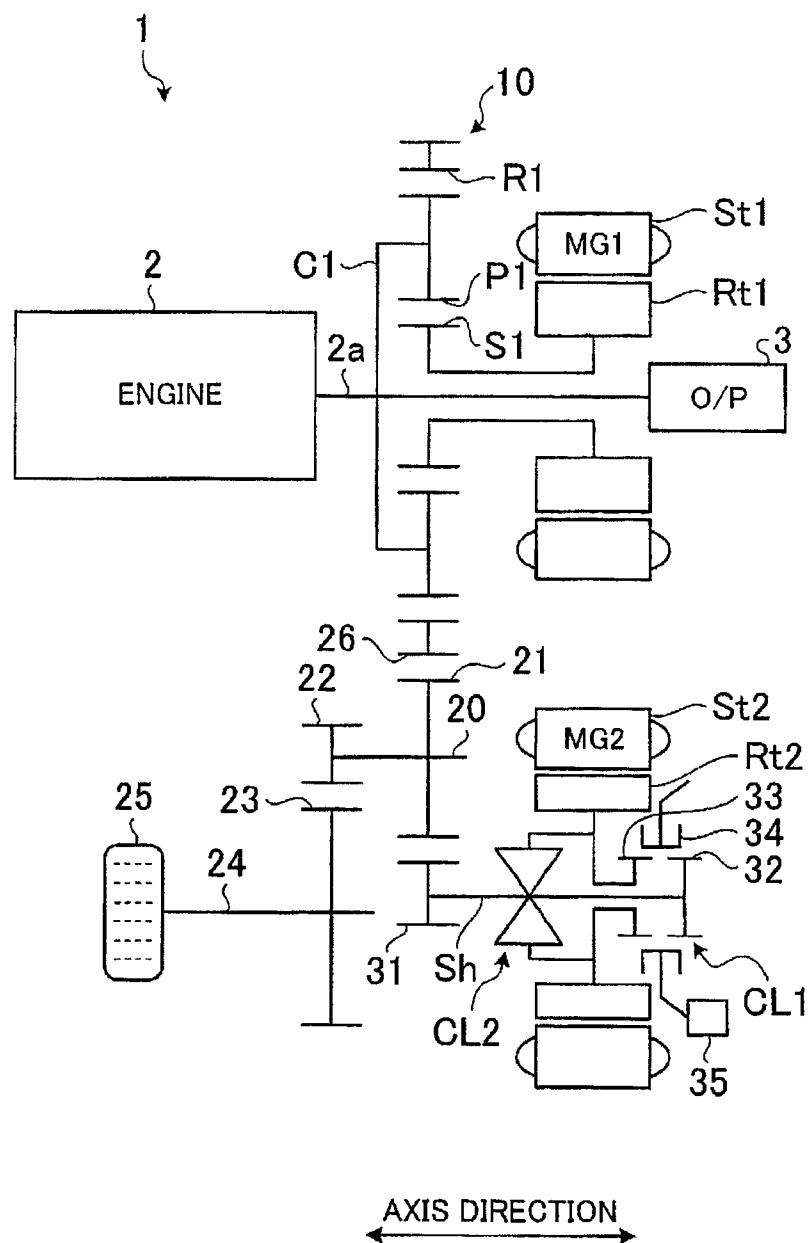 1
10
R1
St1
MG1
C1
P1
Rt1
2
S1
2a
3
ENGINE
O/P
26
21
22
20
St2
MG2
Rt2
23
33
25
34
32
24
31
Sh
CL2
CL1
35
AXIS DIRECTION